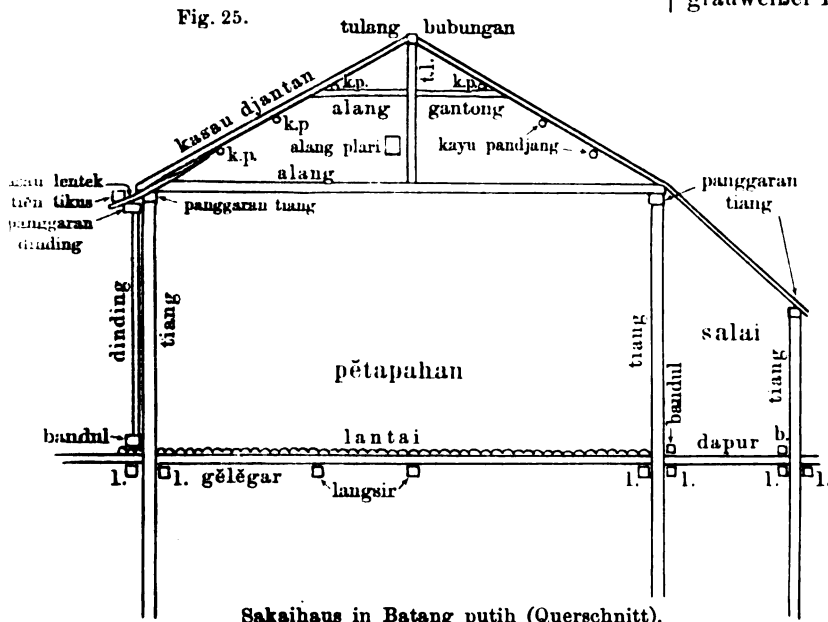 grauweißer
Fig. 25.
tulang bubungan
t.l.
k.p. k.p.
kasau djantan
alang gantong
k.p
k.p.
alang plari
kayu pandjang
alang
lentek
tikus
panggaran
dinding
panggaran tiang
panggaran
tiang
dinding
tiang
pĕtapahan
tiang
bandul
salai
tiang
bandul
lantai
dapur
b.
l. l. gĕlĕgar
langsir
l. l. l. l.
Sakaihaus in Batang putih (Querschnitt).